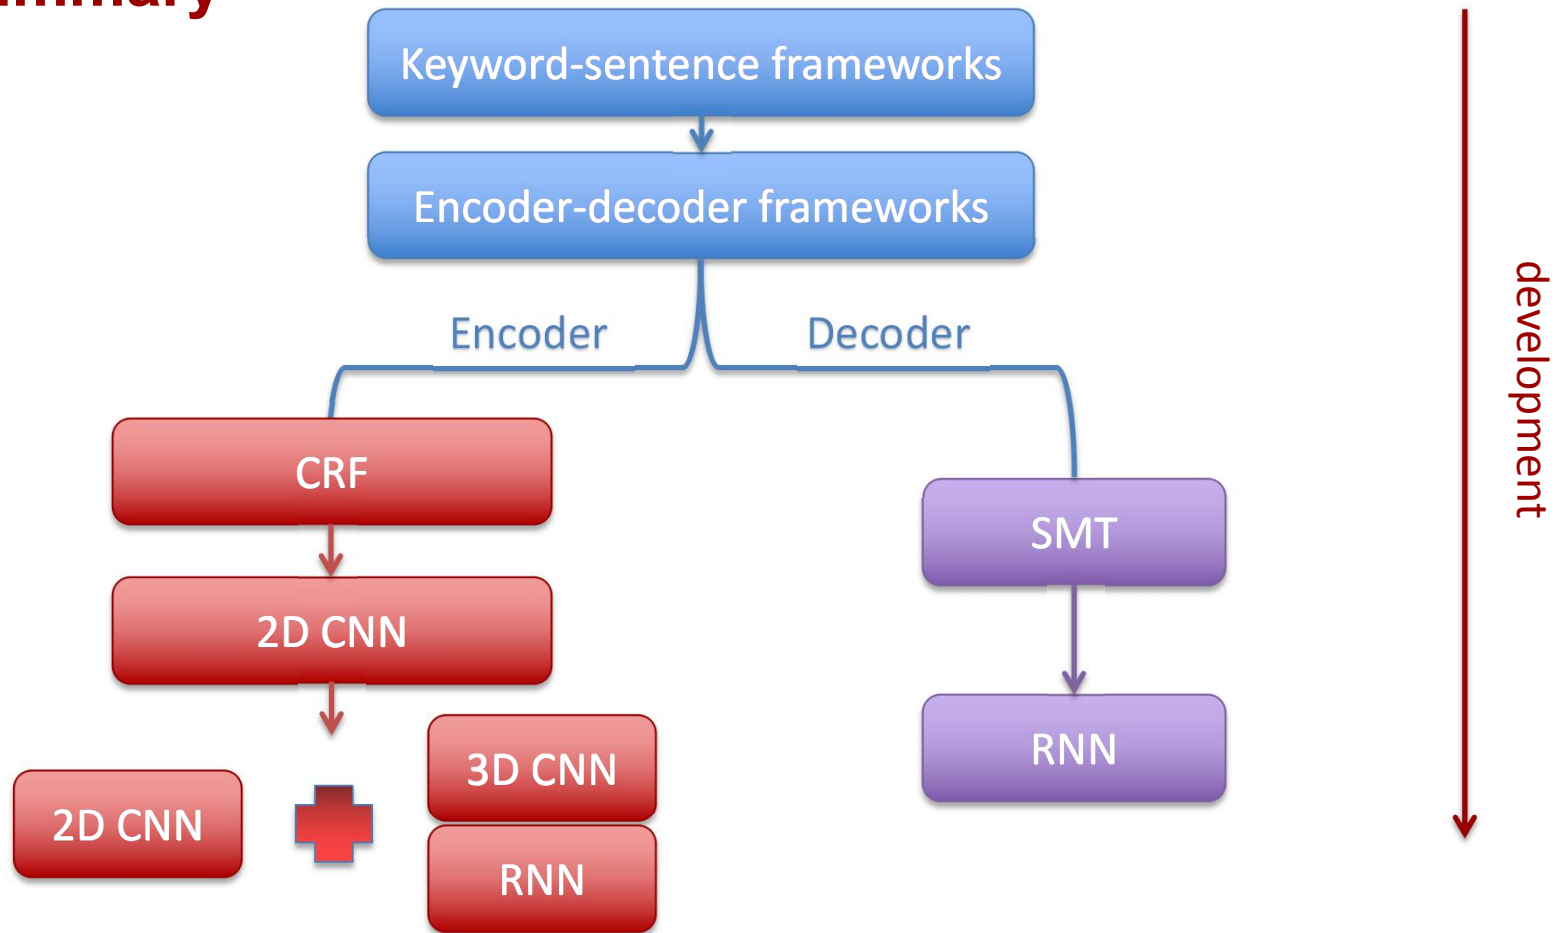 Keyword-sentence frameworks
Encoder-decoder frameworks
Encoder
Decoder
CRF
SMT
2D CNN
RNN
3D CNN
2D CNN
RNN
development